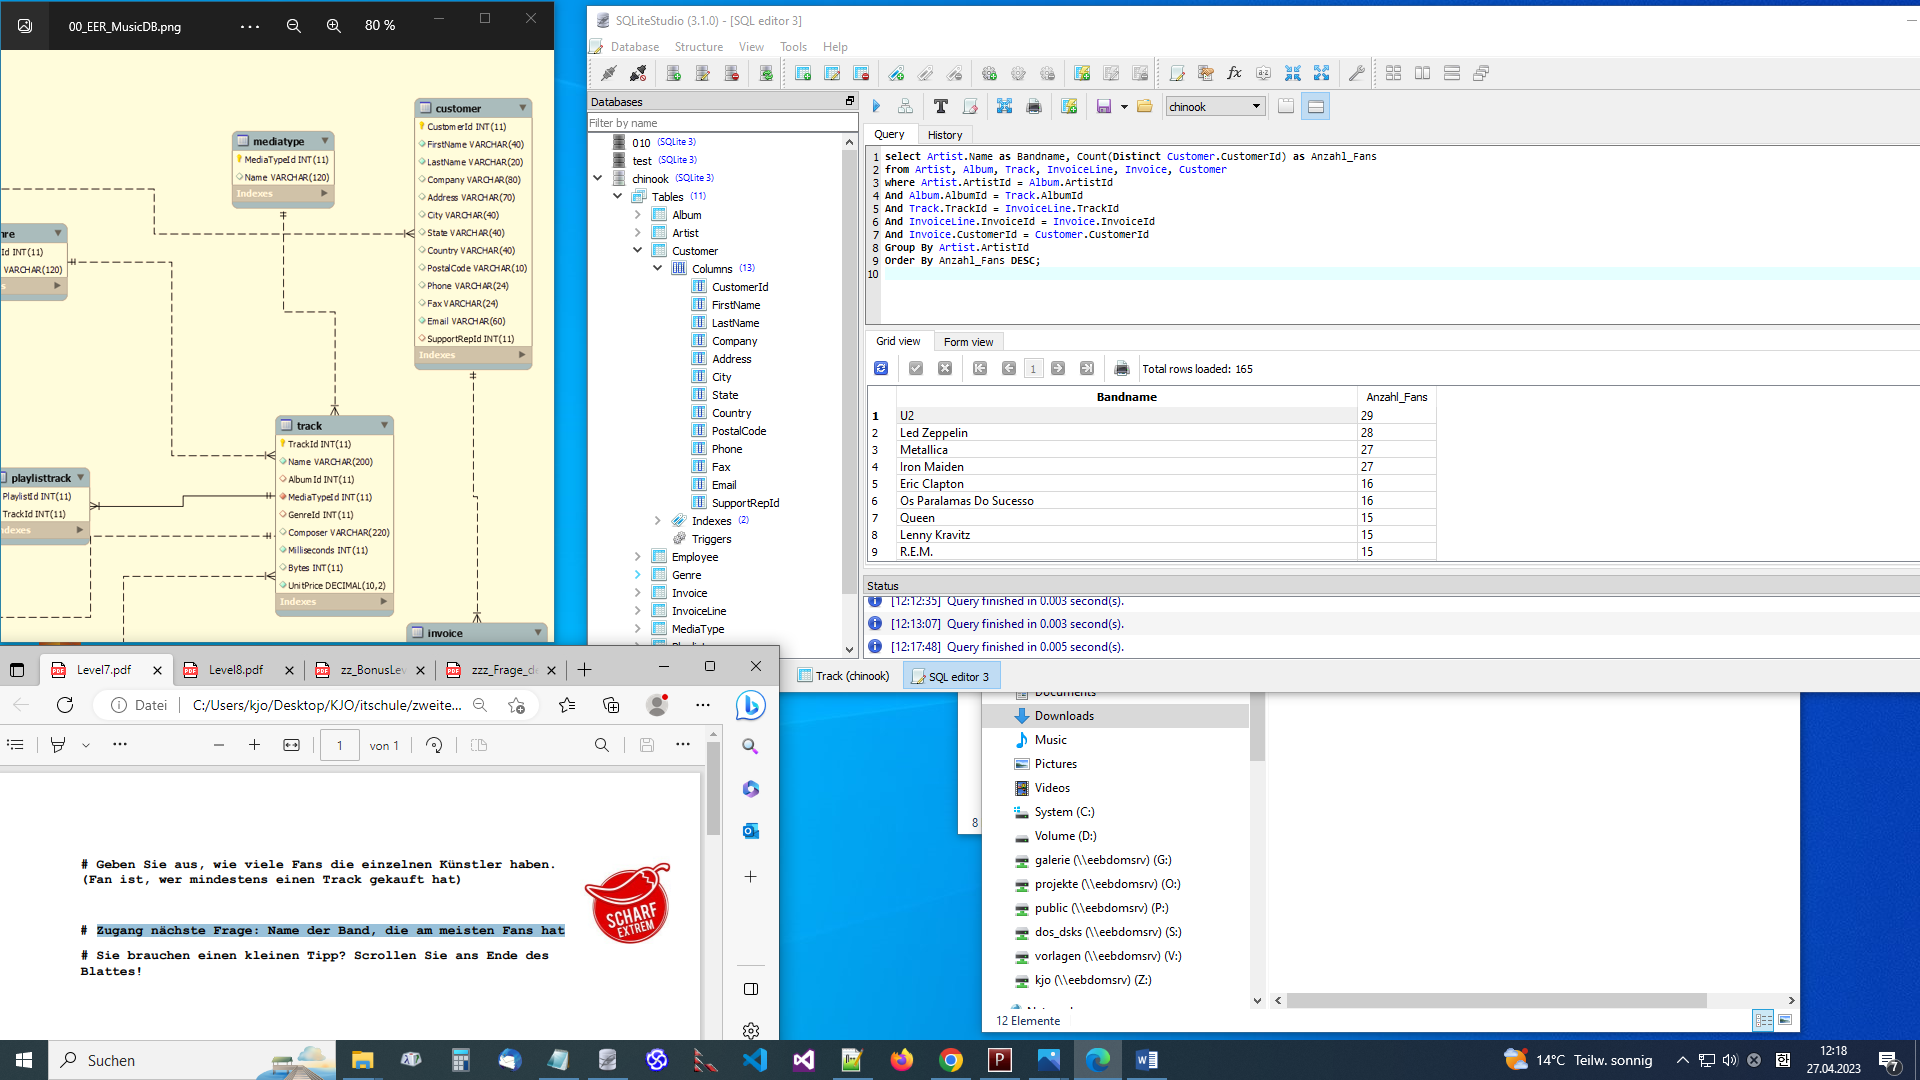 00_EER_MusicDB.png
80 %
mediatype
MediaTypeId INT(11)
Name VARCHAR(120)
Indexes
customer
CustomerId INT(11)
FirstName VARCHAR(40)
LastName VARCHAR(20)
Company VARCHAR(80)
Address VARCHAR(70)
City VARCHAR(40)
State VARCHAR(40)
Country VARCHAR(40)
PostalCode VARCHAR(10)
Phone VARCHAR(24)
Fax VARCHAR(24)
Email VARCHAR(60)
SupportRepId INT(11)
Indexes
nre
Id INT(11)
VARCHAR(120)
s
track
TrackId INT(11)
Name VARCHAR(200)
AlbumId INT(11)
MediaTypeId INT(11)
GenreId INT(11)
Composer VARCHAR(220)
Milliseconds INT(11)
Bytes INT(11)
UnitPrice DECIMAL(10,2)
Indexes
playlisttrack
PlaylistId INT(11)
TrackId INT(11)
ndexes
invoice
SQLiteStudio (3.1.0) - [SQL editor 3]
Database Structure View Tools Help
Databases
Filter by name
010 (SQLite 3)
test (SQLite 3)
chinook (SQLite 3)
Tables (11)
Album
Artist
Customer
Columns (13)
CustomerId
FirstName
LastName
Company
Address
City
State
Country
PostalCode
Phone
Fax
Email
SupportRepId
Indexes (2)
Triggers
Employee
Genre
Invoice
InvoiceLine
MediaType
chinook
Query History
1 select Artist.Name as Bandname, Count(Distinct Customer.CustomerId) as Anzahl_Fans
2 from Artist, Album, Track, InvoiceLine, Invoice, Customer
3 where Artist.ArtistId = Album.ArtistId
4 And Album.AlbumId = Track.AlbumId
5 And Track.TrackId = InvoiceLine.TrackId
6 And InvoiceLine.InvoiceId = Invoice.InvoiceId
7 And Invoice.CustomerId = Customer.CustomerId
8 Group By Artist.ArtistId
9 Order By Anzahl_Fans DESC;
10
Grid view Form view
1
Total rows loaded: 165
Bandname Anzahl_Fans
1 U2 29
2 Led Zeppelin 28
3 Metallica 27
4 Iron Maiden 27
5 Eric Clapton 16
6 Os Paralamas Do Sucesso 16
7 Queen 15
8 Lenny Kravitz 15
9 R.E.M. 15
Status
[12:12:35] Query finished in 0.003 second(s).
[12:13:07] Query finished in 0.003 second(s).
[12:17:48] Query finished in 0.005 second(s).
Track (chinook) SQL editor 3
Level7.pdf
Level8.pdf
zz_BonusLev
zzz_Frage_de
Datei
C:/Users/kjo/Desktop/KJO/itschule/zweite...
1 von 1
# Geben Sie aus, wie viele Fans die einzelnen Künstler haben.
(Fan ist, wer mindestens einen Track gekauft hat)
SCHARF
EXTREM
# Zugang nächste Frage: Name der Band, die am meisten Fans hat
# Sie brauchen einen kleinen Tipp? Scrollen Sie ans Ende des
Blattes!
Documents
Downloads
Music
Pictures
Videos
System (C:)
Volume (D:)
galerie (\\eebdomsrv) (G:)
projekte (\\eebdomsrv) (O:)
public (\\eebdomsrv) (P:)
dos_dsks (\\eebdomsrv) (S:)
vorlagen (\\eebdomsrv) (V:)
kjo (\\eebdomsrv) (Z:)
8
12 Elemente
Suchen
14°C Teilw. sonnig
12:18
27.04.2023
7